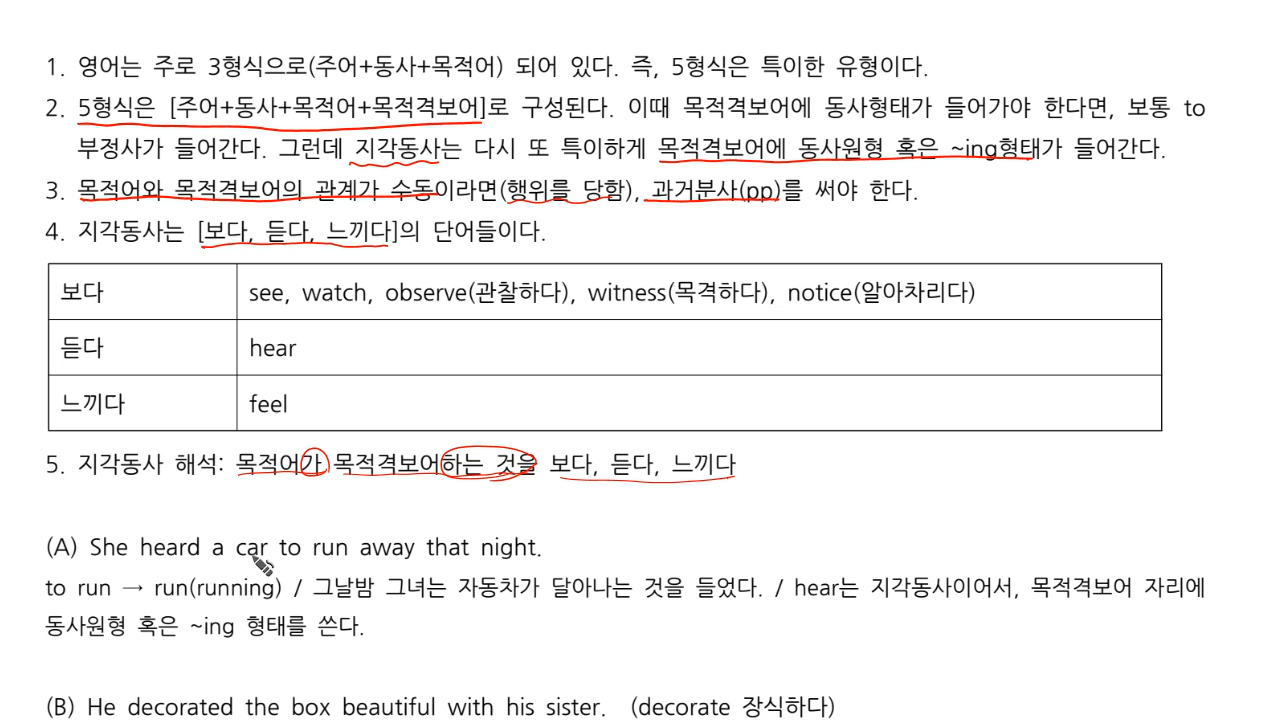 1. 영어는 주로 3형식으로(주어+동사+목적어) 되어 있다. 즉, 5형식은 특이한 유형이다.
2. 5형식은 [주어+동사+목적어+목적격보어]로 구성된다. 이때 목적격보어에 동사형태가 들어가야 한다면, 보통 to
부정사가 들어간다. 그런데 지각동사는 다시 또 특이하게 목적격보어에 동사원형 혹은 ~ing형태가 들어간다.
3. 목적어와 목적격보어의 관계가 수동이라면(행위를 당함), 과거분사(pp)를 써야 한다.
4. 지각동사는 [보다, 듣다, 느끼다]의 단어들이다.
보다 see, watch, observe(관찰하다), witness(목격하다), notice(알아차리다)
듣다 hear
느끼다 feel
5. 지각동사 해석: 목적어가 목적격보어하는 것을 보다, 듣다, 느끼다
(A) She heard a car to run away that night.
to run → run(running) / 그날밤 그녀는 자동차가 달아나는 것을 들었다. / hear는 지각동사이어서, 목적격보어 자리에
동사원형 혹은 ~ing 형태를 쓴다.
(B) He decorated the box beautiful with his sister. (decorate 장식하다)